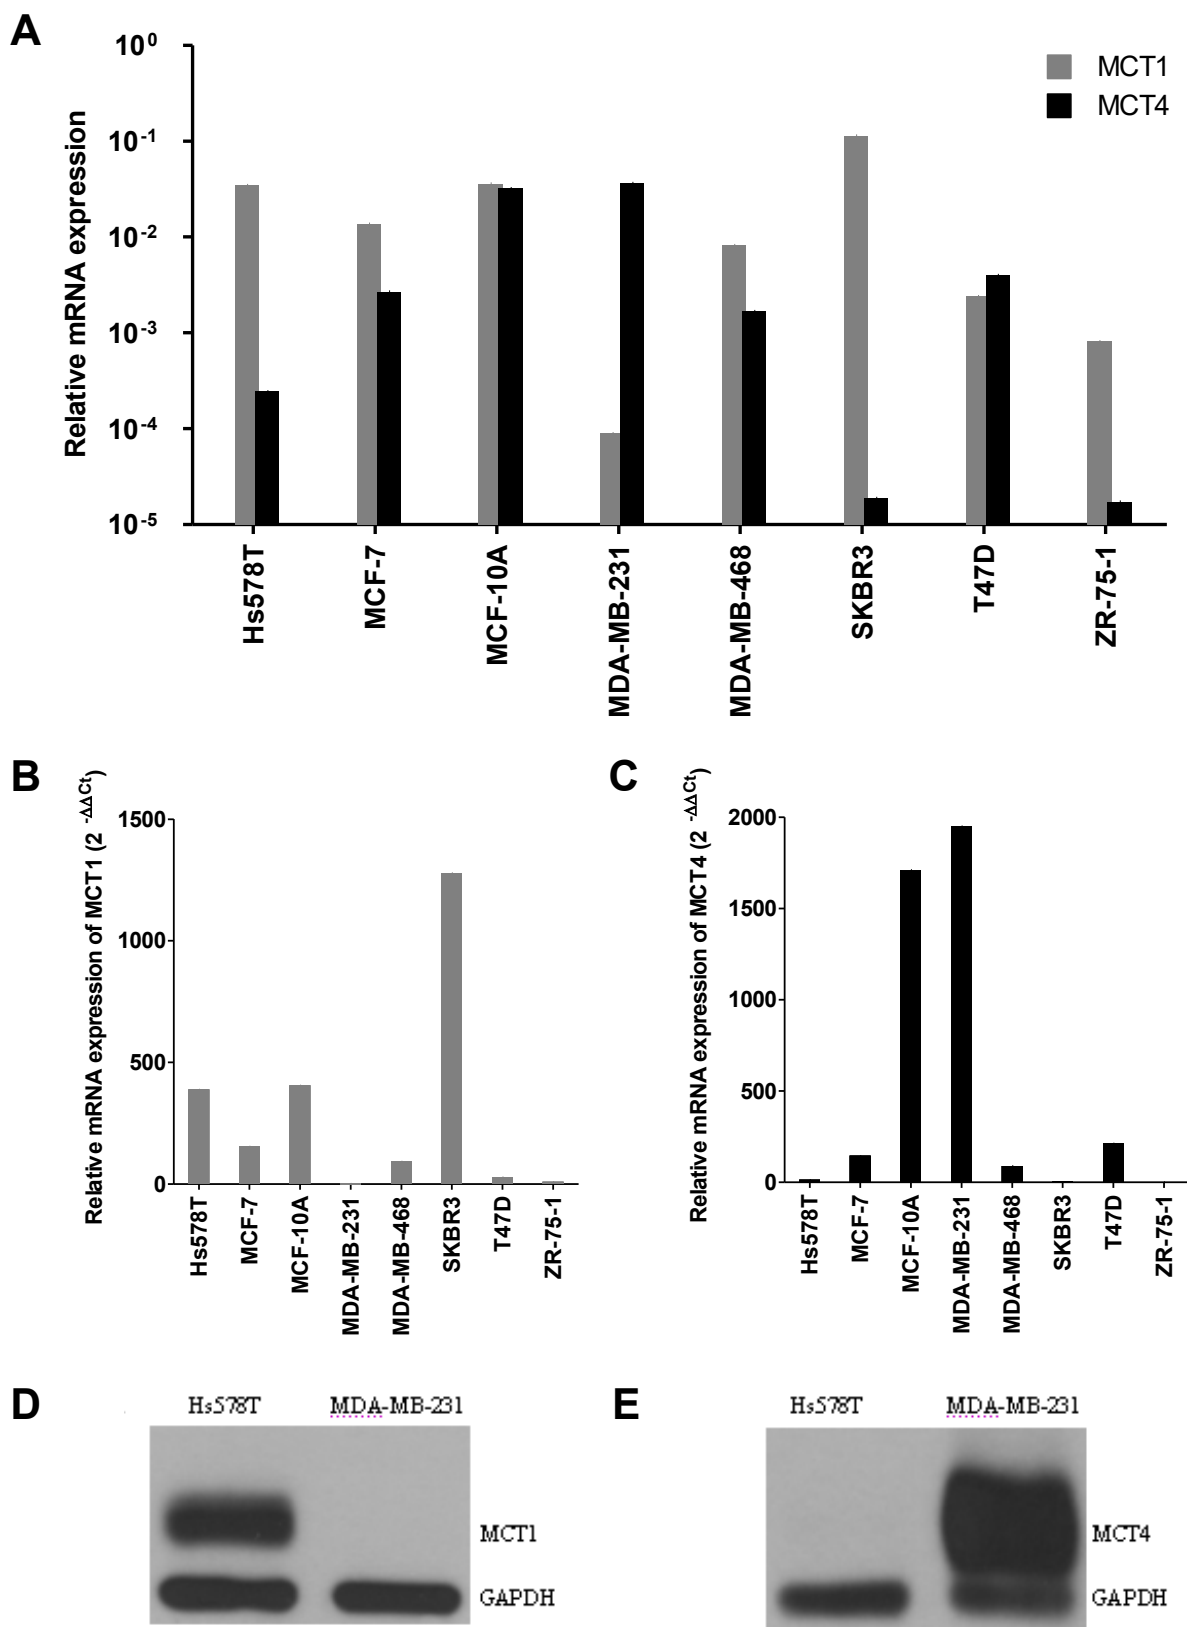 A
10⁰
10⁻¹
10⁻²
10⁻³
10⁻⁴
10⁻⁵
Relative mRNA expression
MCT1
MCT4
Hs578T
MCF-7
MCF-10A
MDA-MB-231
MDA-MB-468
SKBR3
T47D
ZR-75-1
B
Relative mRNA expression of MCT1 (2 ⁻ΔΔCt)
1500
1000
500
0
Hs578T
MCF-7
MCF-10A
MDA-MB-231
MDA-MB-468
SKBR3
T47D
ZR-75-1
C
Relative mRNA expression of MCT4 (2 ⁻ΔΔCt)
2000
1500
1000
500
0
Hs578T
MCF-7
MCF-10A
MDA-MB-231
MDA-MB-468
SKBR3
T47D
ZR-75-1
D
Hs578T MDA-MB-231
MCT1
GAPDH
E
Hs578T MDA-MB-231
MCT4
GAPDH